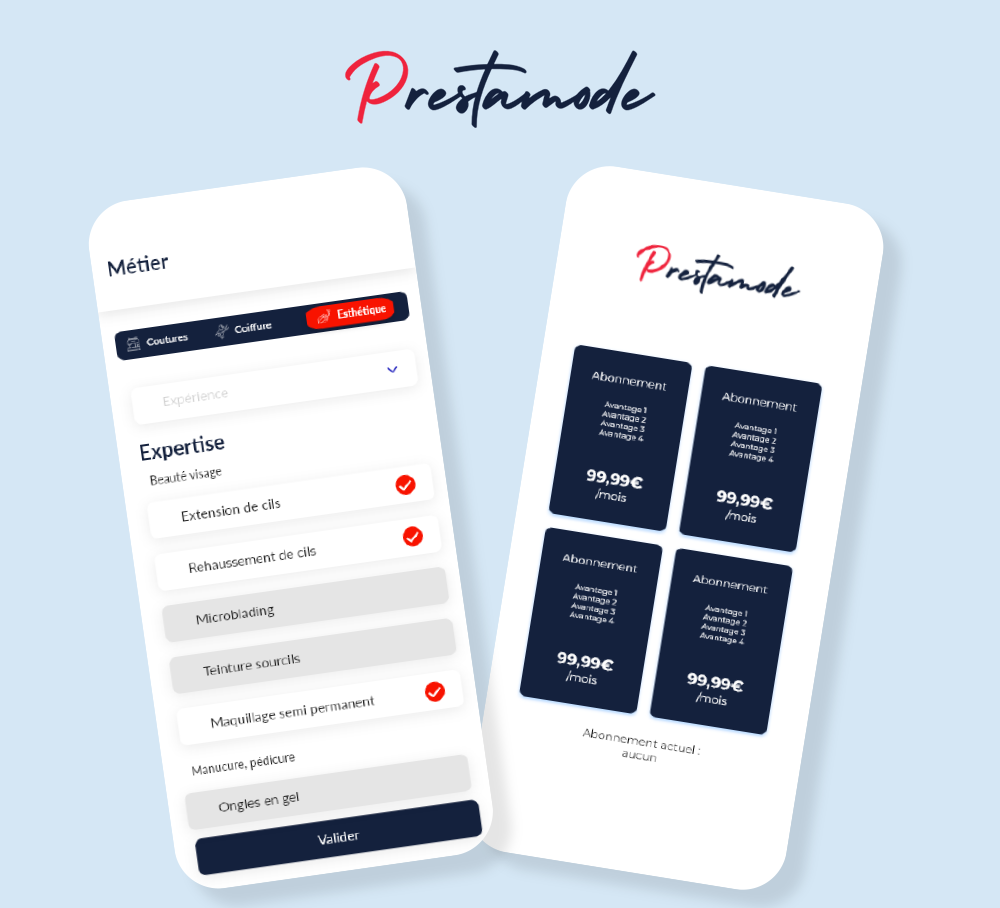 Prestamode
Métier
Coutures
Coiffure
Esthétique
Expérience
Expertise
Beauté visage
Extension de cils
Rehaussement de cils
Microblading
Teinture sourcils
Maquillage semi permanent
Manucure, pédicure
Ongles en gel
Valider
Prestamode
Abonnement
Avantage 1
Avantage 2
Avantage 3
Avantage 4
99,99€
/mois
Abonnement
Avantage 1
Avantage 2
Avantage 3
Avantage 4
99,99€
/mois
Abonnement
Avantage 1
Avantage 2
Avantage 3
Avantage 4
99,99€
/mois
Abonnement
Avantage 1
Avantage 2
Avantage 3
Avantage 4
99,99€
/mois
Abonnement actuel :
aucun